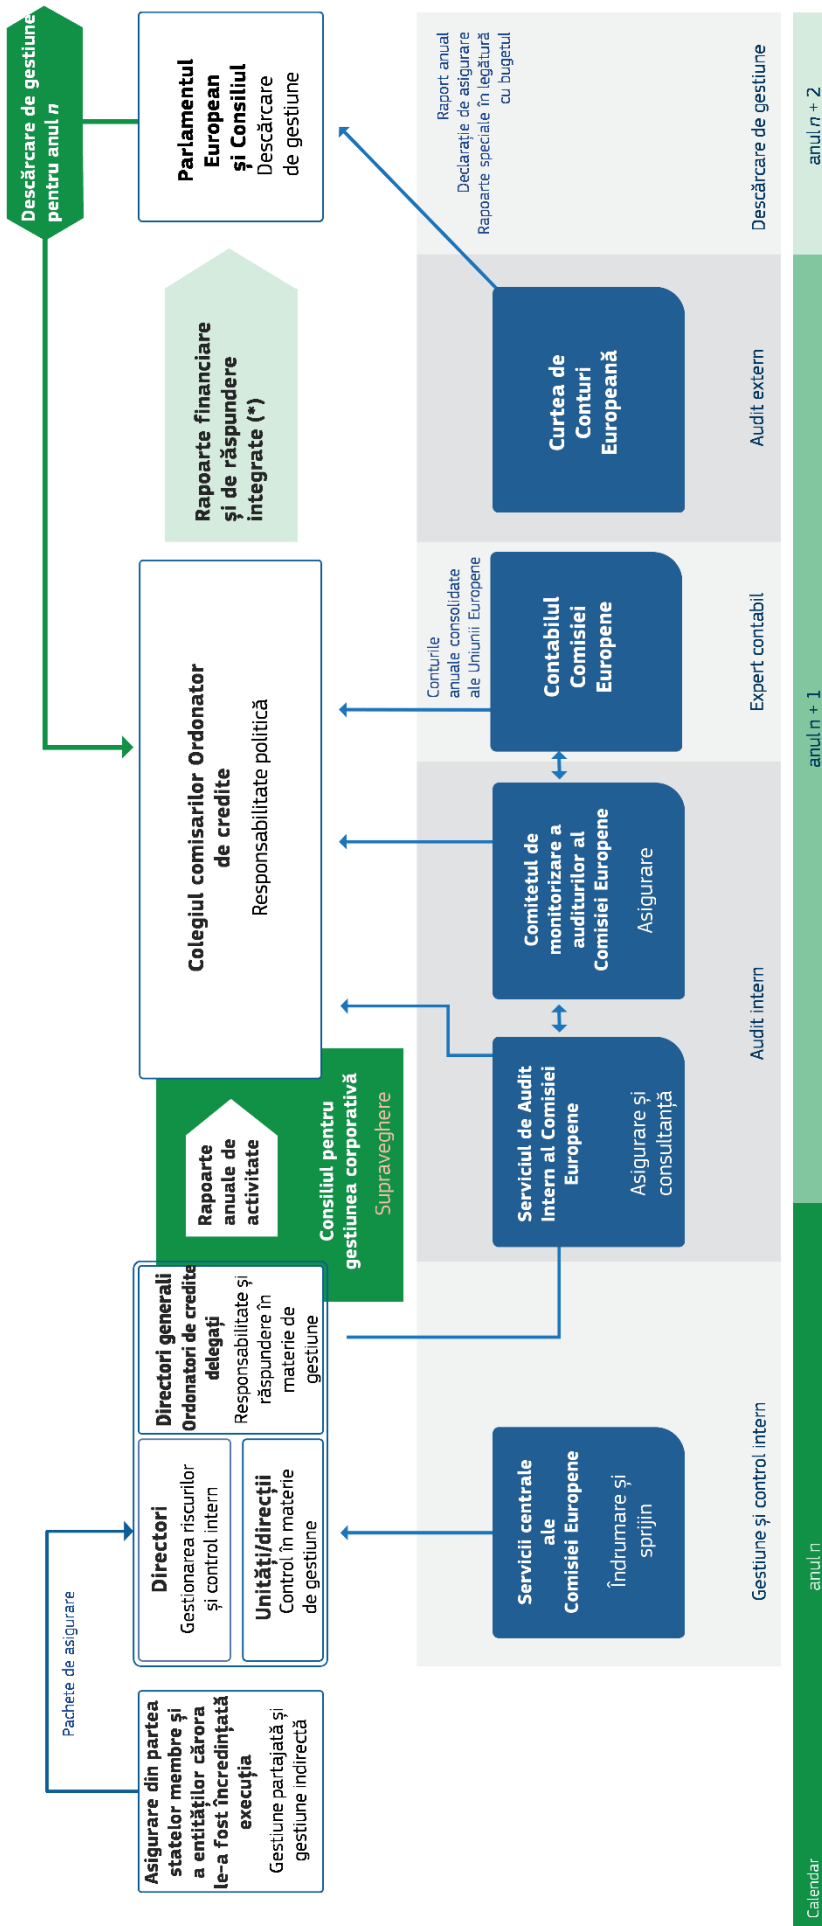 Pachete de asigurare
Descărcare de gestiune
pentru anul n
Asigurare din partea
statelor membre și
a entităților cărora
le-a fost încredințată
execuția
Gestiune partajată și
gestiune indirectă
Directori
Gestionarea riscurilor
și control intern
Unități/direcții
Control în materie
de gestiune
Directori generali
Ordonatori de credite
delegați
Responsabilitate și
răspundere în
materie de
gestiune
Rapoarte
anuale de
activitate
Consiliul pentru
gestiunea corporativă
Supraveghere
Colegiul comisarilor Ordonator
de credite
Responsabilitate politică
Rapoarte financiare
și de răspundere
integrate (*)
Parlamentul
European
și Consiliul
Descărcare
de gestiune
Servicii centrale
ale
Comisiei Europene
Îndrumare și
sprijin
Serviciul de Audit
Intern al Comisiei
Europene
Asigurare și
consultanță
Comitetul de
monitorizare a
auditurilor al
Comisiei Europene
Asigurare
Conturile
anuale consolidate
ale Uniunii Europene
Contabilul
Comisiei
Europene
Curtea de
Conturi
Europeană
Raport anual
Declarație de asigurare
Rapoarte speciale în legătură
cu bugetul
Gestiune și control intern
Audit intern
Expert contabil
Audit extern
Descărcare de gestiune
Calendar
anul n
anul n + 1
anul n + 2